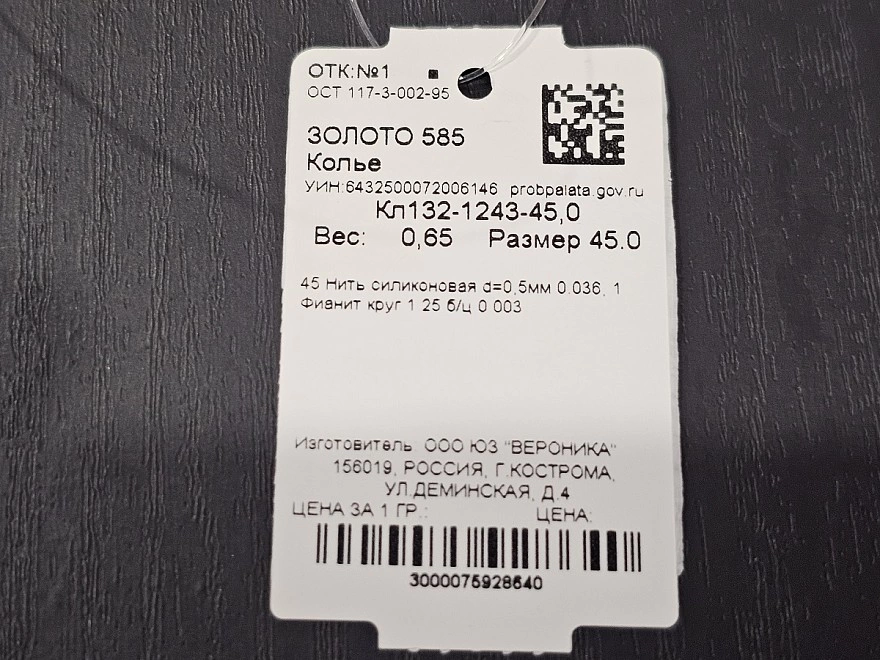 ОТК:№1
ОСТ 117-3-002-95
ЗОЛОТО 585
Колье
УИН:6432500072006146 probpalata.gov.ru
Кл132-1243-45,0
Вес: 0,65 Размер 45.0
45 Нить силиконовая d=0,5мм 0.036, 1
Фианит круг 1 25 б/ц 0 003
Изготовитель ООО ЮЗ "ВЕРОНИКА"
156019, РОССИЯ, Г.КОСТРОМА,
УЛ.ДЕМИНСКАЯ, Д.4
ЦЕНА ЗА 1 ГР.: ЦЕНА:
3000075928640